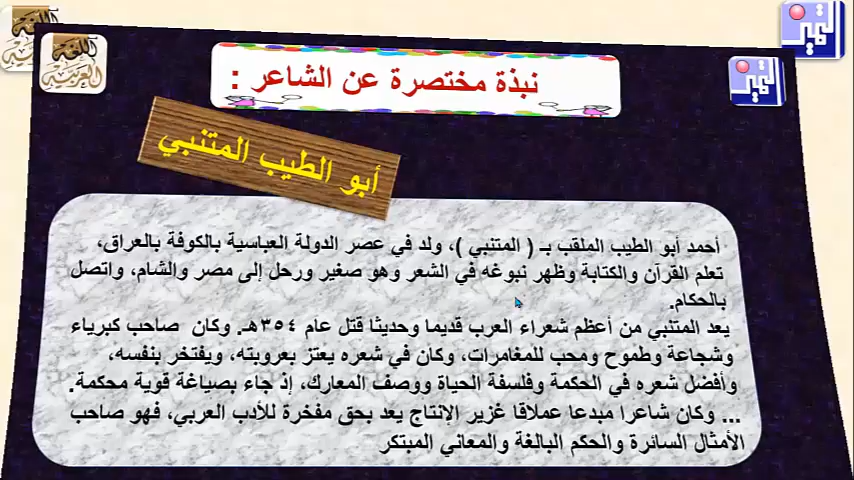 نبذة مختصرة عن الشاعر :
أبو الطيب المتنبي
أحمد أبو الطيب الملقب بـ ( المتنبي )، ولد في عصر الدولة العباسية بالكوفة بالعراق،
تعلم القرآن والكتابة وظهر نبوغه في الشعر وهو صغير ورحل إلى مصر والشام، واتصل
بالحكام.
يعد المتنبي من أعظم شعراء العرب قديما وحديثا قتل عام ٣٥٤هـ. وكان صاحب كبرياء
وشجاعة وطموح ومحب للمغامرات، وكان في شعره يعتز بعروبته، ويفتخر بنفسه،
وأفضل شعره في الحكمة وفلسفة الحياة ووصف المعارك، إذ جاء بصياغة قوية محكمة.
... وكان شاعرا مبدعا عملاقا غزير الإنتاج يعد بحق مفخرة للأدب العربي، فهو صاحب
الأمثال السائرة والحكم البالغة والمعاني المبتكر
اللغة
العربية
اللغة